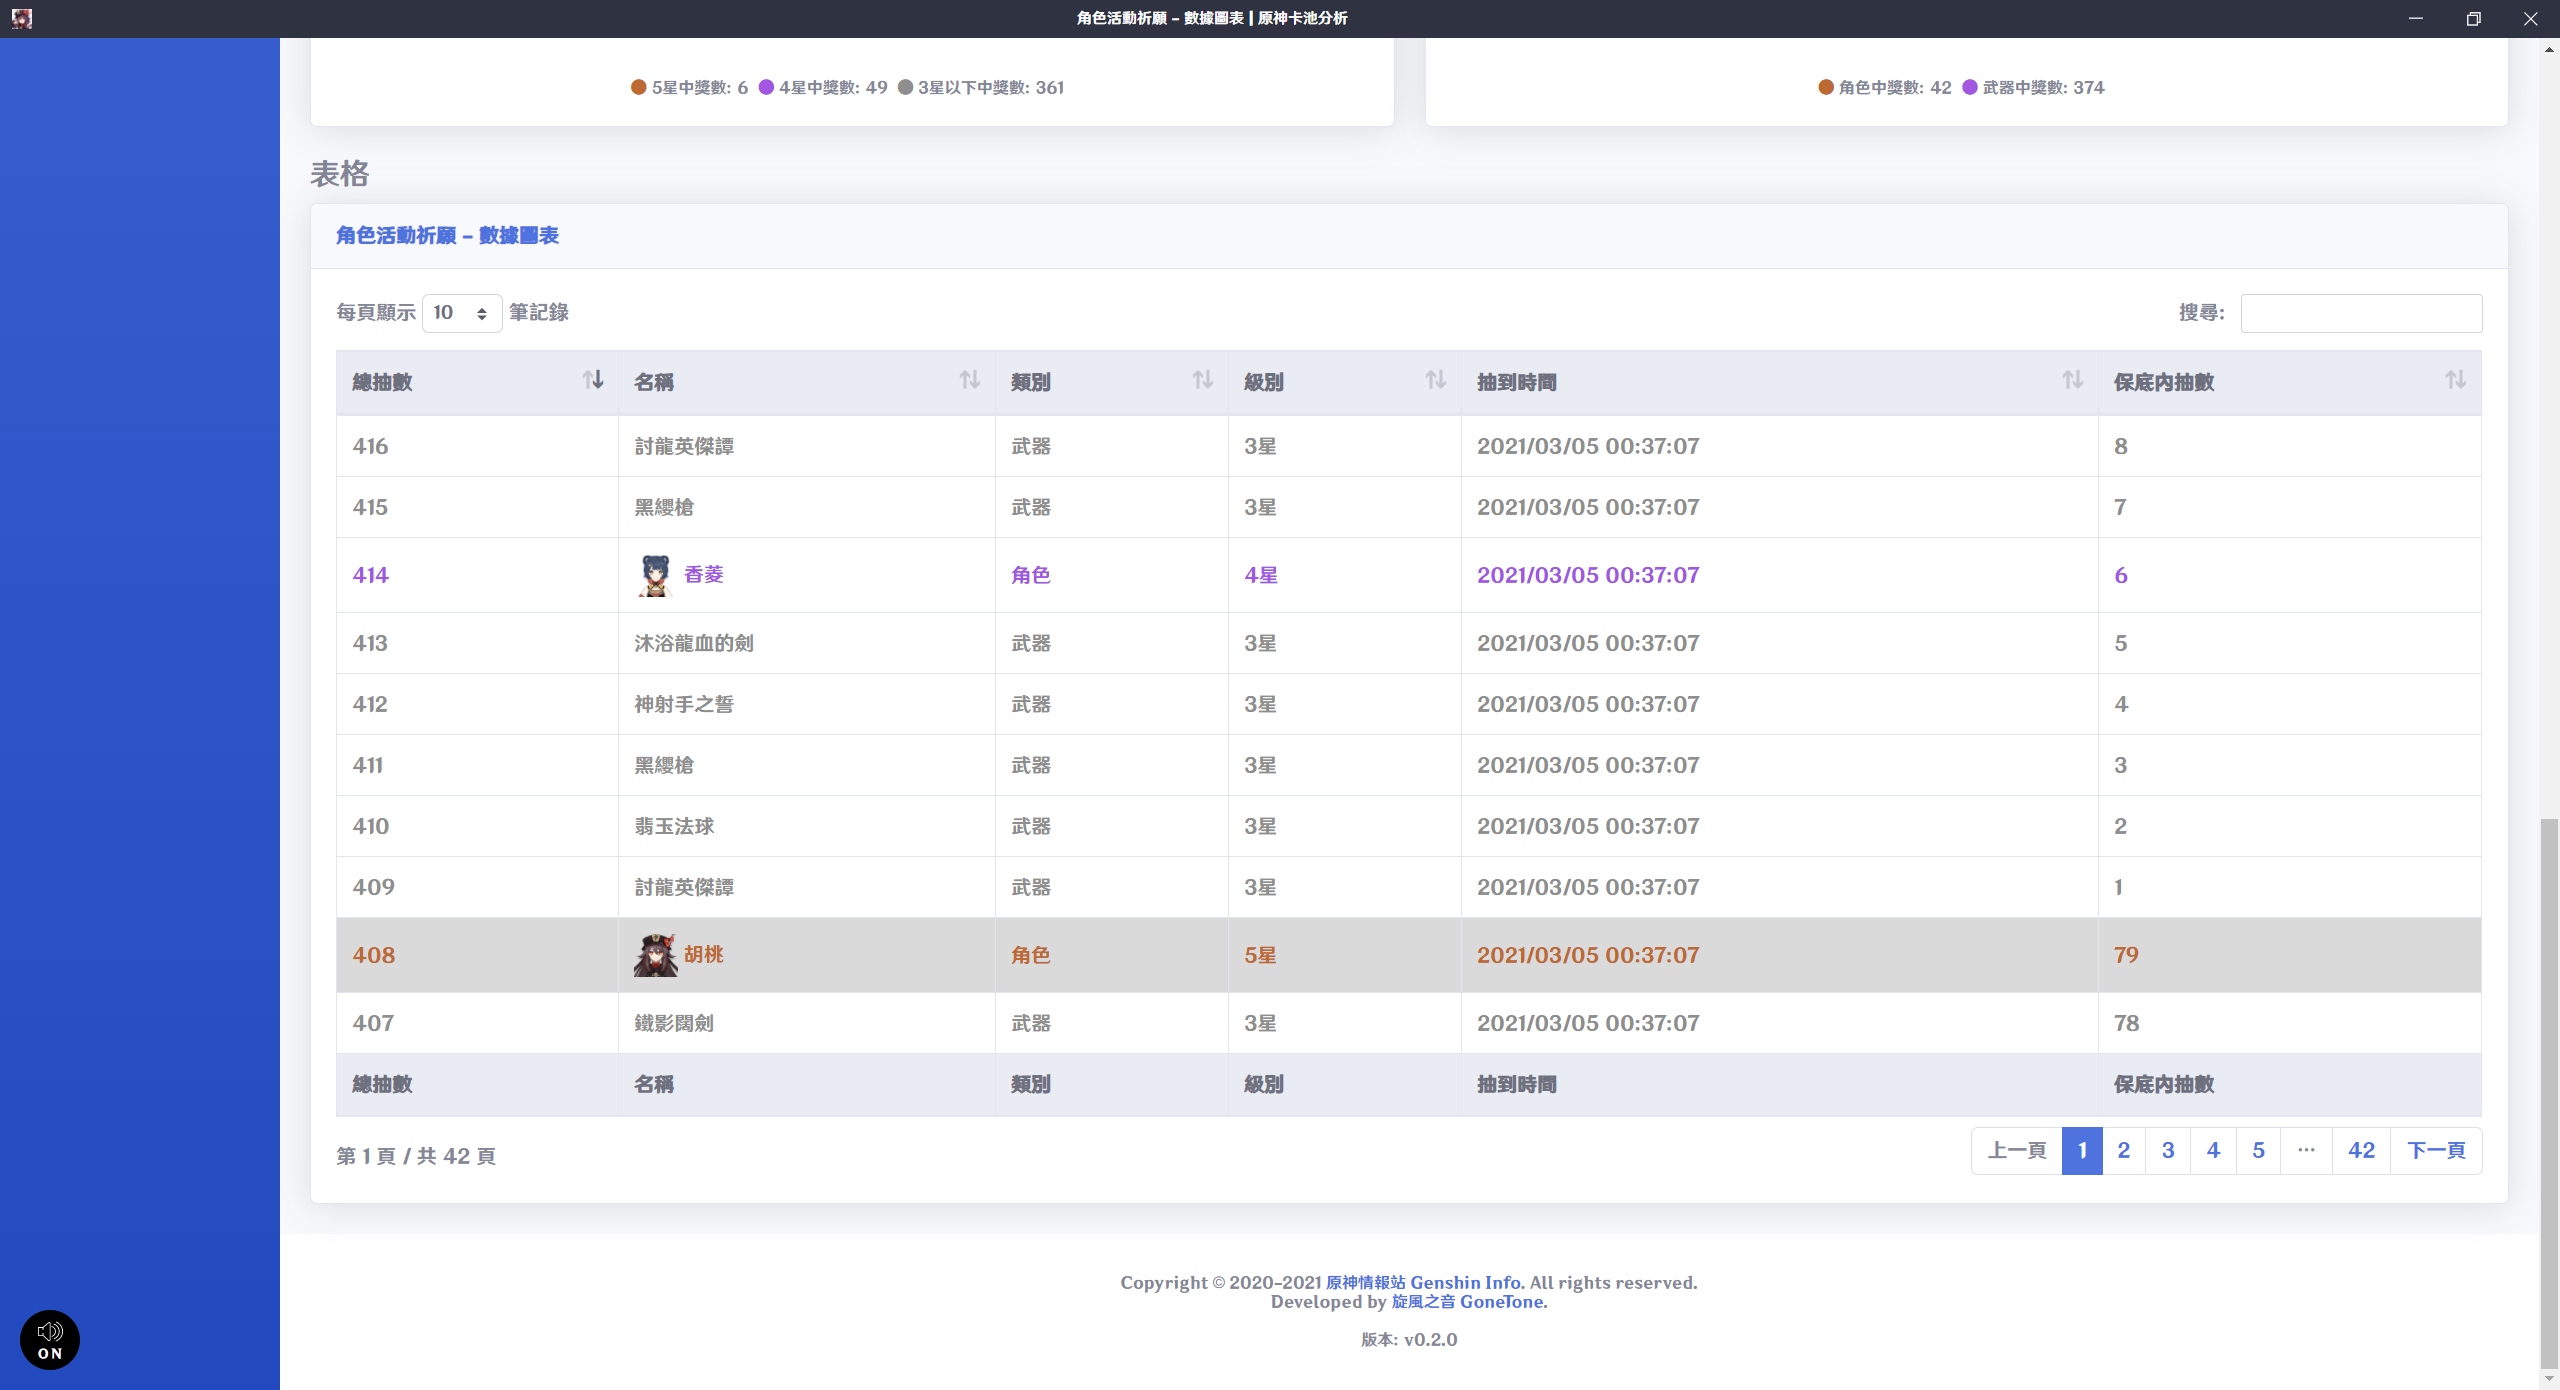 角色活動祈願 - 數據圖表 | 原神卡池分析
5星中獎數: 6 4星中獎數: 49 3星以下中獎數: 361
角色中獎數: 42 武器中獎數: 374
表格
角色活動祈願 - 數據圖表
每頁顯示 10 筆記錄
搜尋:
總抽數 名稱 類別 級別 抽到時間 保底內抽數
416 討龍英傑譚 武器 3星 2021/03/05 00:37:07 8
415 黑纓槍 武器 3星 2021/03/05 00:37:07 7
414 香菱 角色 4星 2021/03/05 00:37:07 6
413 沐浴龍血的劍 武器 3星 2021/03/05 00:37:07 5
412 神射手之誓 武器 3星 2021/03/05 00:37:07 4
411 黑纓槍 武器 3星 2021/03/05 00:37:07 3
410 翡玉法球 武器 3星 2021/03/05 00:37:07 2
409 討龍英傑譚 武器 3星 2021/03/05 00:37:07 1
408 胡桃 角色 5星 2021/03/05 00:37:07 79
407 鐵影闊劍 武器 3星 2021/03/05 00:37:07 78
總抽數 名稱 類別 級別 抽到時間 保底內抽數
第 1 頁 / 共 42 頁
上一頁 1 2 3 4 5 … 42 下一頁
Copyright © 2020-2021 原神情報站 Genshin Info. All rights reserved.
Developed by 旋風之音 GoneTone.
版本: v0.2.0
ON